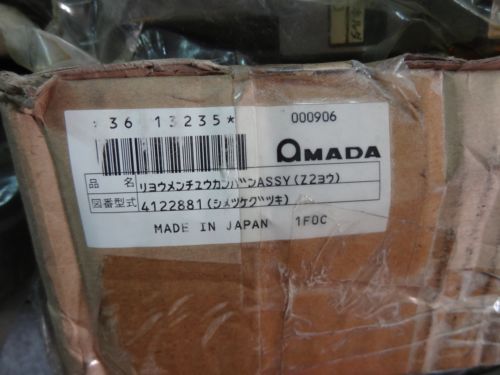 36 13235*
000906
AMADA
品名 リョウメンチュウカンバンASSY(Z2ヨウ)
図番型式 4122881(シメツケグツキ)
MADE IN JAPAN 1F0C